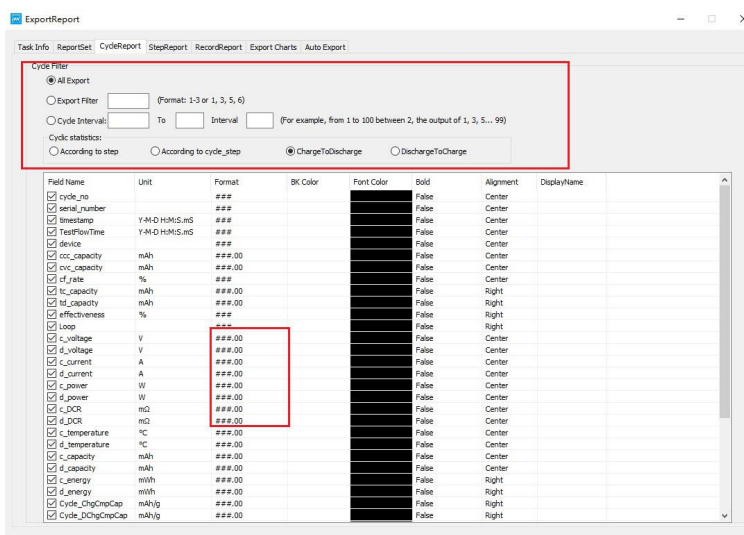 ExportReport
Task Info ReportSet CycleReport StepReport RecordReport Export Charts Auto Export
Cycle Filter
All Export
Export Filter (Format: 1-3 or 1, 3, 5, 6)
Cycle Interval: To Interval (For example, from 1 to 100 between 2, the output of 1, 3, 5... 99)
Cyclic statistics:
According to step According to cycle_step ChargeToDischarge DischargeToCharge
Field Name Unit Format BK Color Font Color Bold Alignment DisplayName
cycle_no ### False Center
serial_number ### False Center
timestamp Y-M-D H:M:S.mS ### False Center
TestFlowTime Y-M-D H:M:S.mS ### False Center
device ### False Center
ccc_capacity mAh ###.00 False Center
cvc_capacity mAh ###.00 False Center
cf_rate % ### False Center
tc_capacity mAh ###.00 False Right
td_capacity mAh ###.00 False Right
effectiveness % ### False Right
Loop ### False Right
c_voltage V ###.00 False Center
d_voltage V ###.00 False Center
c_current A ###.00 False Center
d_current A ###.00 False Center
c_power W ###.00 False Center
d_power W ###.00 False Center
c_DCR mΩ ###.00 False Center
d_DCR mΩ ###.00 False Center
c_temperature °C ###.00 False Center
d_temperature °C ###.00 False Center
c_capacity mAh ###.00 False Center
d_capacity mAh ###.00 False Center
c_energy mWh ###.00 False Right
d_energy mWh ###.00 False Right
Cycle_ChgCmpCap mAh/g ###.00 False Right
Cycle_DChgCmpCap mAh/g ###.00 False Right